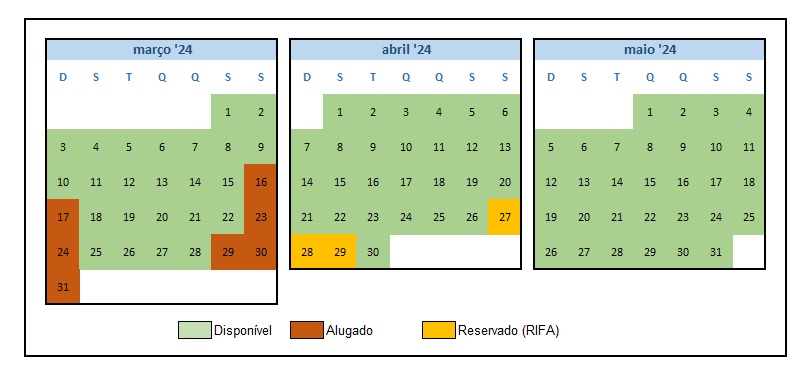 março '24
D S T Q Q S S
1 2
3 4 5 6 7 8 9
10 11 12 13 14 15 16
17 18 19 20 21 22 23
24 25 26 27 28 29 30
31
abril '24
D S T Q Q S S
1 2 3 4 5 6
7 8 9 10 11 12 13
14 15 16 17 18 19 20
21 22 23 24 25 26 27
28 29 30
maio '24
D S T Q Q S S
1 2 3 4
5 6 7 8 9 10 11
12 13 14 15 16 17 18
19 20 21 22 23 24 25
26 27 28 29 30 31
Disponível Alugado Reservado (RIFA)